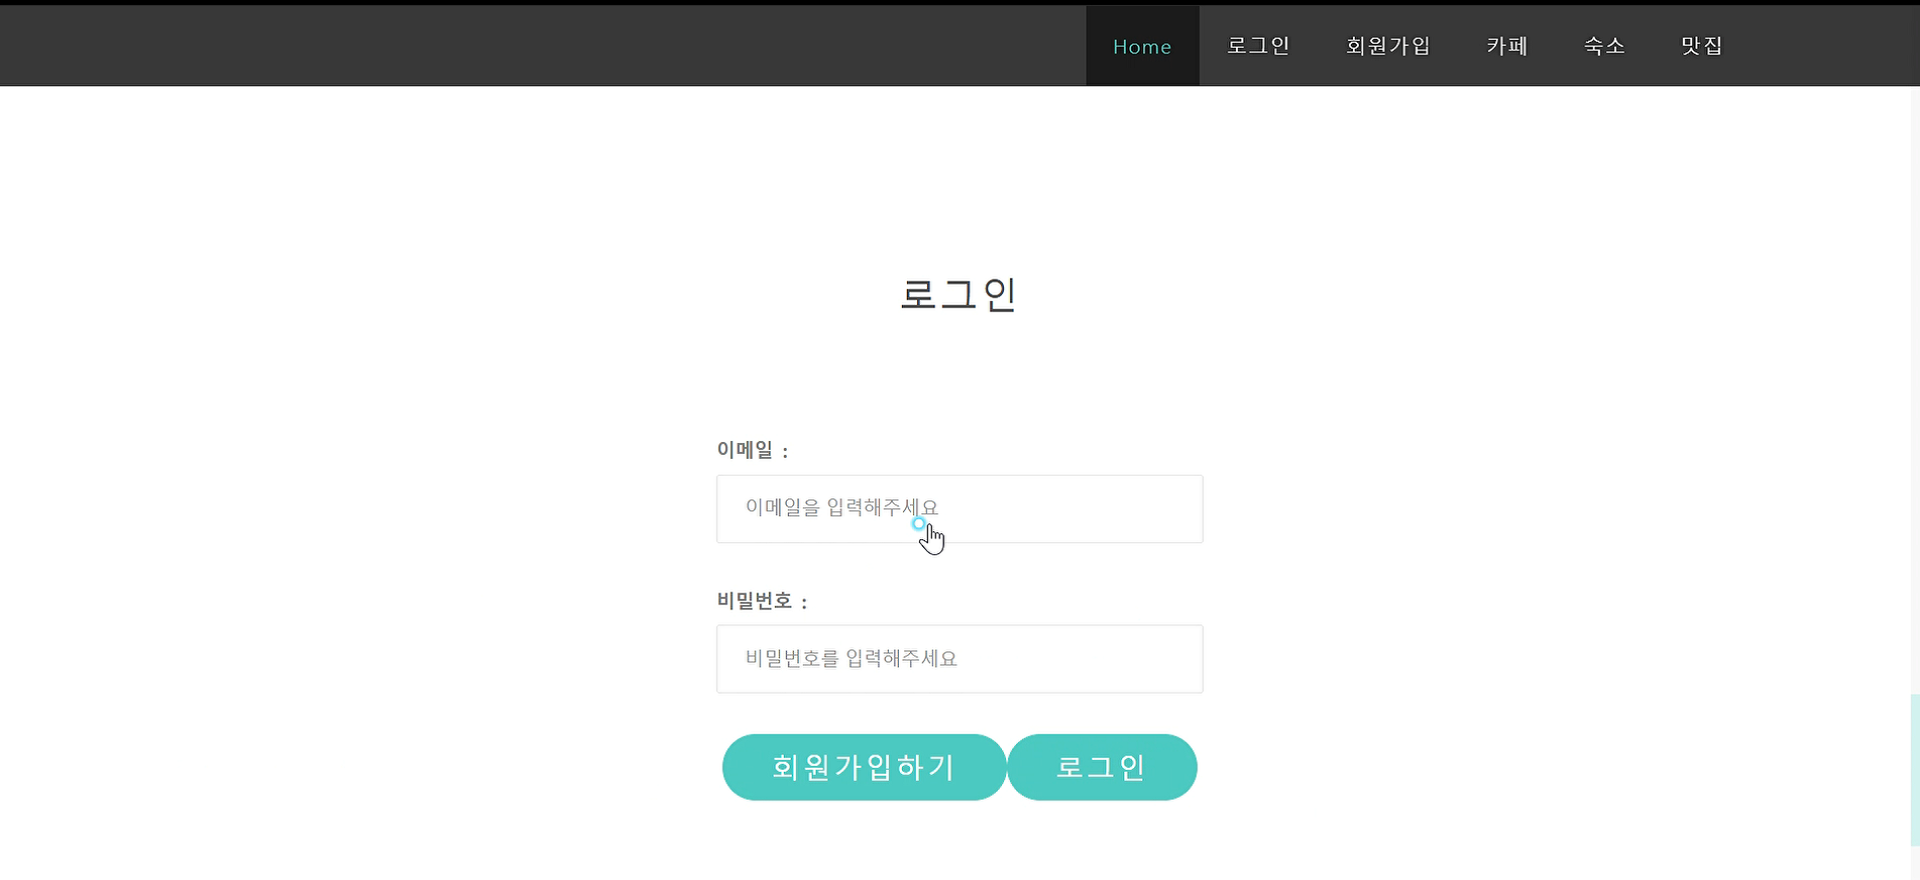 Home 로그인 회원가입 카페 숙소 맛집
로그인
이메일 :
이메일을 입력해주세요
비밀번호 :
비밀번호를 입력해주세요
회원가입하기 로그인